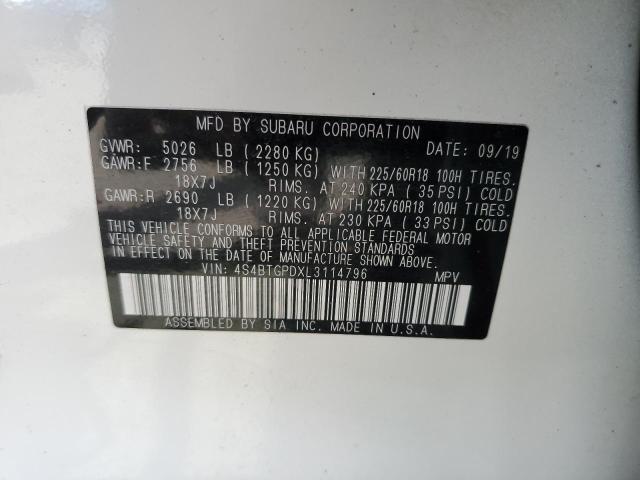 MFD BY SUBARU CORPORATION DATE: 09/19
GVWR: 5026 LB (2280 KG)
GAWR:F 2756 LB (1250 KG) WITH 225/60R18 100H TIRES.
18X7J RIMS. AT 240 KPA (35 PSI) COLD
GAWR:R 2690 LB (1220 KG) WITH 225/60R18 100H TIRES.
18X7J RIMS. AT 230 KPA (33 PSI) COLD
THIS VEHICLE CONFORMS TO ALL APPLICABLE FEDERAL MOTOR
VEHICLE SAFETY AND THEFT PREVENTION STANDARDS
IN EFFECT ON THE DATE OF MANUFACTURE SHOWN ABOVE.
VIN: 4S4BTGPDXL3114796 MPV
ASSEMBLED BY SIA INC. MADE IN U.S.A.